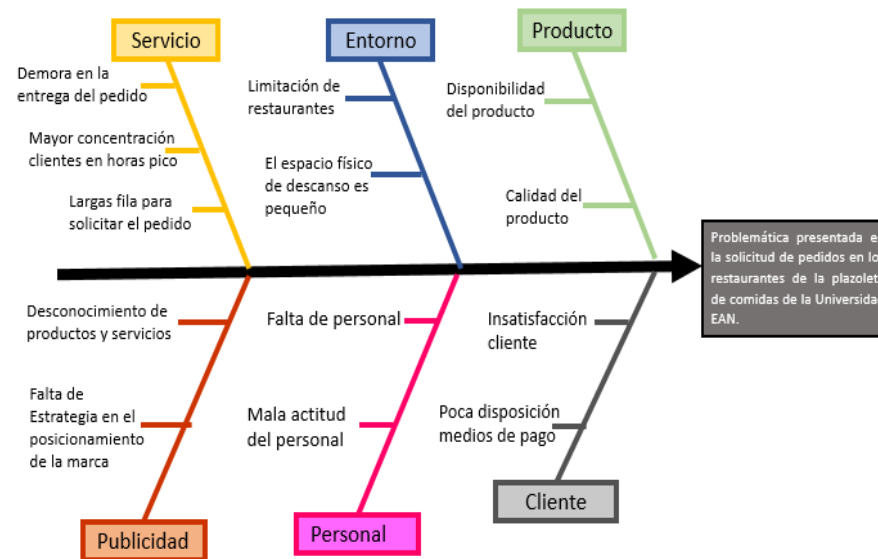 Servicio
Entorno
Producto
Demora en la
entrega del pedido
Mayor concentración
clientes en horas pico
Largas fila para
solicitar el pedido
Limitación de
restaurantes
El espacio físico
de descanso es
pequeño
Disponibilidad
del producto
Calidad del
producto
Problemática presentada e
la solicitud de pedidos en lo
restaurantes de la plazolet
de comidas de la Universida
EAN.
Desconocimiento de
productos y servicios
Falta de
Estrategia en el
posicionamiento
de la marca
Falta de personal
Mala actitud
del personal
Insatisfacción
cliente
Poca disposición
medios de pago
Publicidad
Personal
Cliente